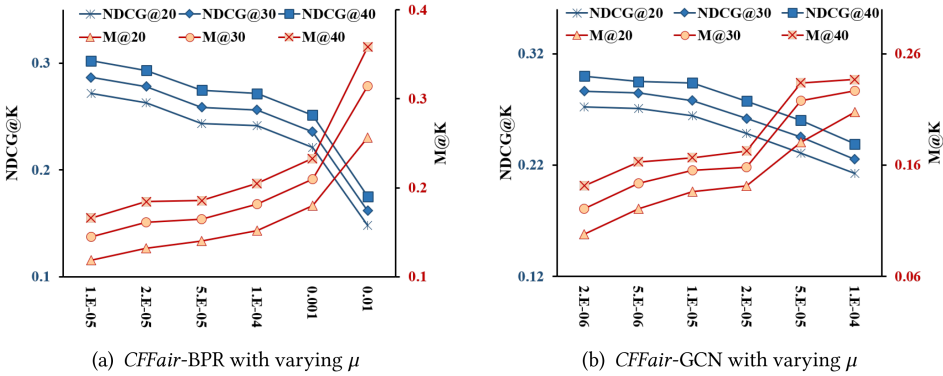 NDCG@20 NDCG@30 NDCG@40
M@20 M@30 M@40
NDCG@K
0.3
0.2
0.1
0.4
0.3
0.2
0.1
M@K
1.E-05
2.E-05
5.E-05
1.E-04
0.001
0.01
(a) CFFair-BPR with varying μ
NDCG@20 NDCG@30 NDCG@40
M@20 M@30 M@40
NDCG@K
0.32
0.22
0.12
0.26
0.16
0.06
M@K
2.E-06
5.E-06
1.E-05
2.E-05
5.E-05
1.E-04
(b) CFFair-GCN with varying μ